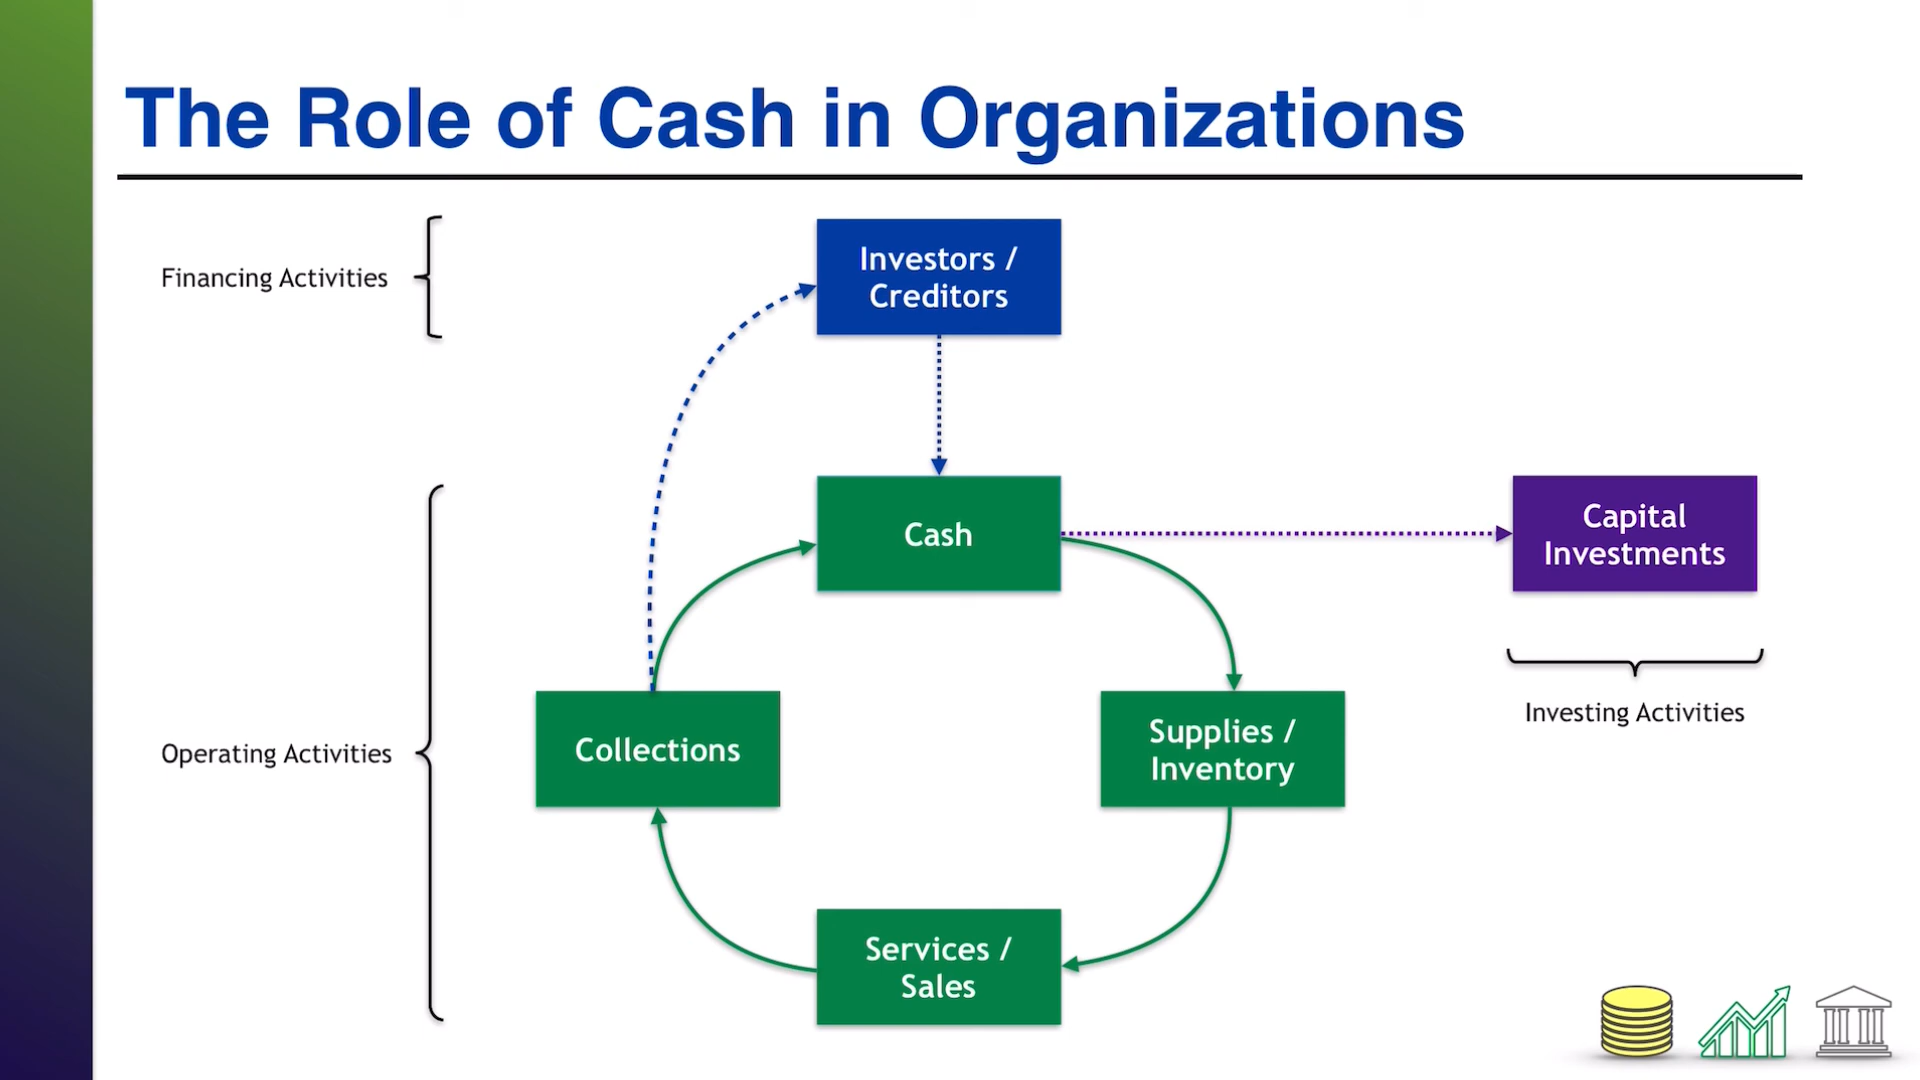 The Role of Cash in Organizations
Financing Activities
Investors /
Creditors
Cash
Capital
Investments
Investing Activities
Operating Activities
Collections
Supplies /
Inventory
Services /
Sales